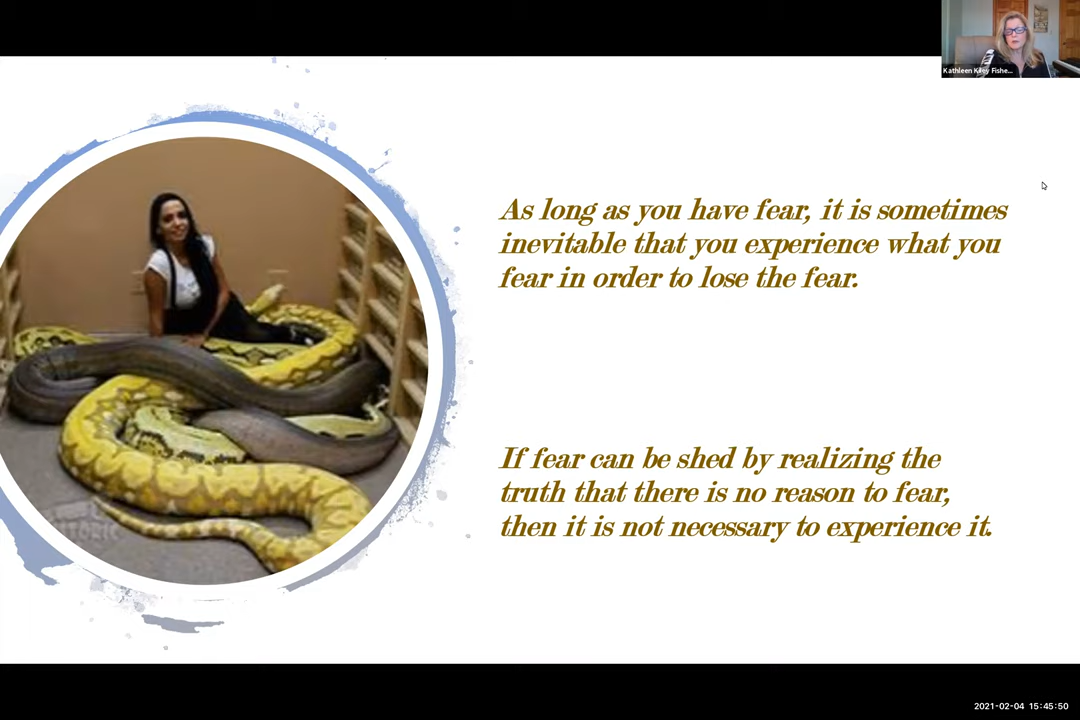 Kathleen Kiley Fishe...
As long as you have fear, it is sometimes
inevitable that you experience what you
fear in order to lose the fear.
If fear can be shed by realizing the
truth that there is no reason to fear,
then it is not necessary to experience it.
2021-02-04 15:45:50